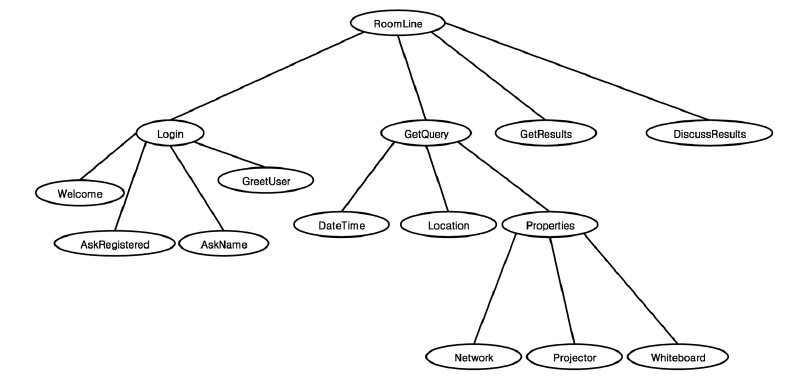 RoomLine
Login
GetQuery
GetResults
DiscussResults
Welcome
GreetUser
AskRegistered
AskName
DateTime
Location
Properties
Network
Projector
Whiteboard